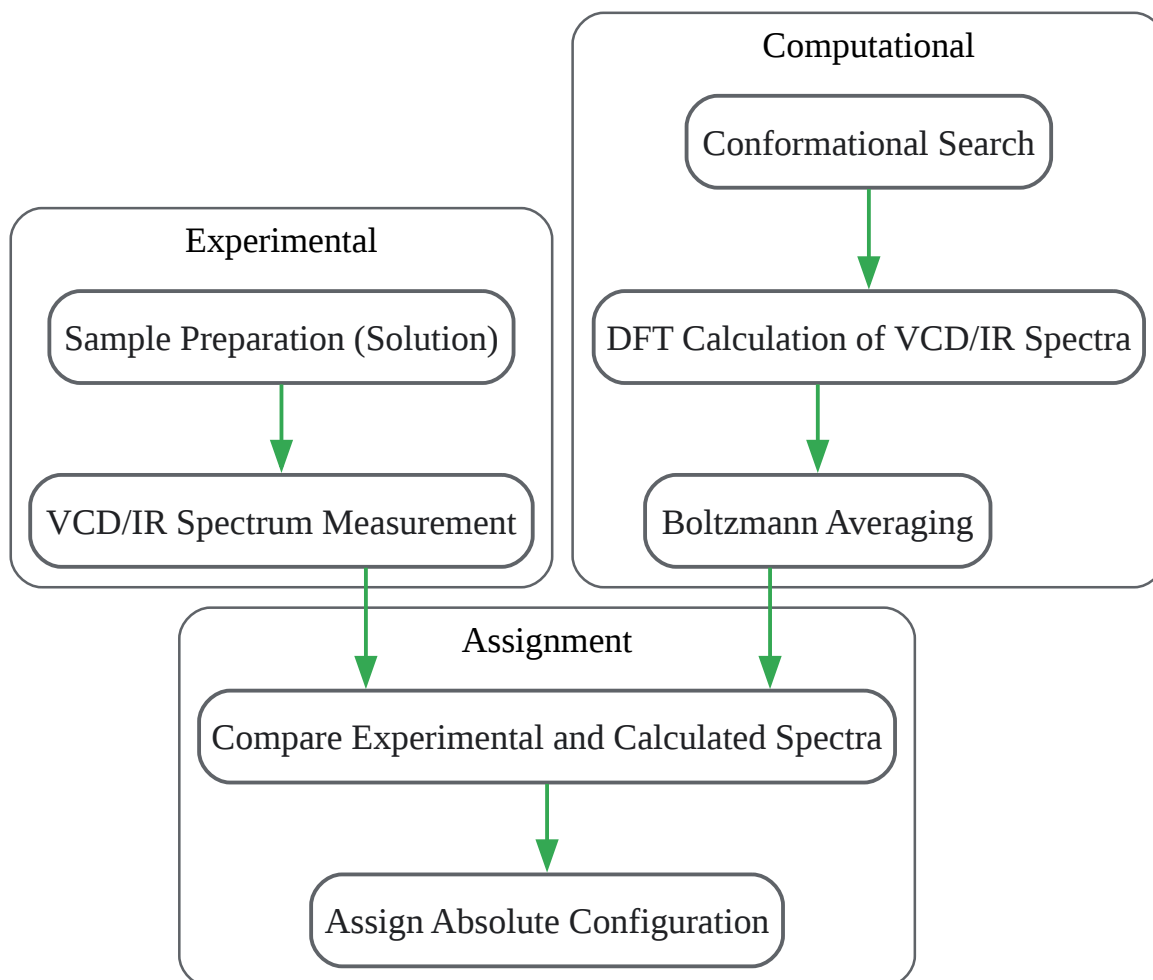 Computational
Conformational Search
Experimental
Sample Preparation (Solution)
DFT Calculation of VCD/IR Spectra
VCD/IR Spectrum Measurement
Boltzmann Averaging
Assignment
Compare Experimental and Calculated Spectra
Assign Absolute Configuration